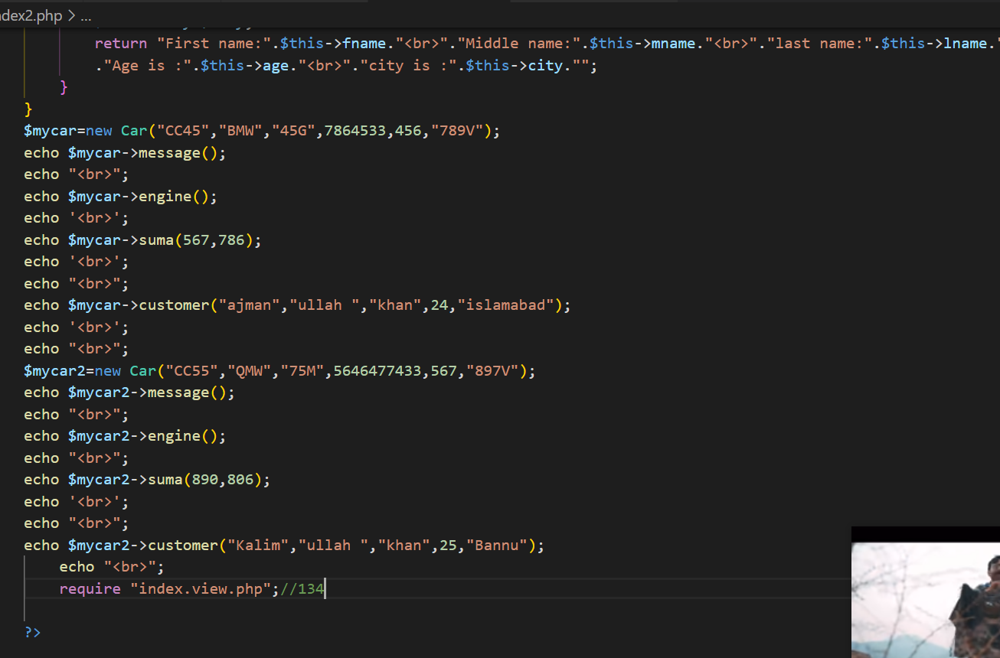 ndex2.php > ...
return "First name:".$this->fname."<br>"."Middle name:".$this->mname."<br>"."last name:".$this->lname."
."Age is :".$this->age."<br>"."city is :".$this->city."";
}
}
$mycar=new Car("CC45","BMW","45G",7864533,456,"789V");
echo $mycar->message();
echo "<br>";
echo $mycar->engine();
echo '<br>';
echo $mycar->suma(567,786);
echo '<br>';
echo "<br>";
echo $mycar->customer("ajman","ullah ","khan",24,"islamabad");
echo '<br>';
echo "<br>";
$mycar2=new Car("CC55","QMW","75M",5646477433,567,"897V");
echo $mycar2->message();
echo "<br>";
echo $mycar2->engine();
echo "<br>";
echo $mycar2->suma(890,806);
echo '<br>';
echo "<br>";
echo $mycar2->customer("Kalim","ullah ","khan",25,"Bannu");
echo "<br>";
require "index.view.php";//134
?>